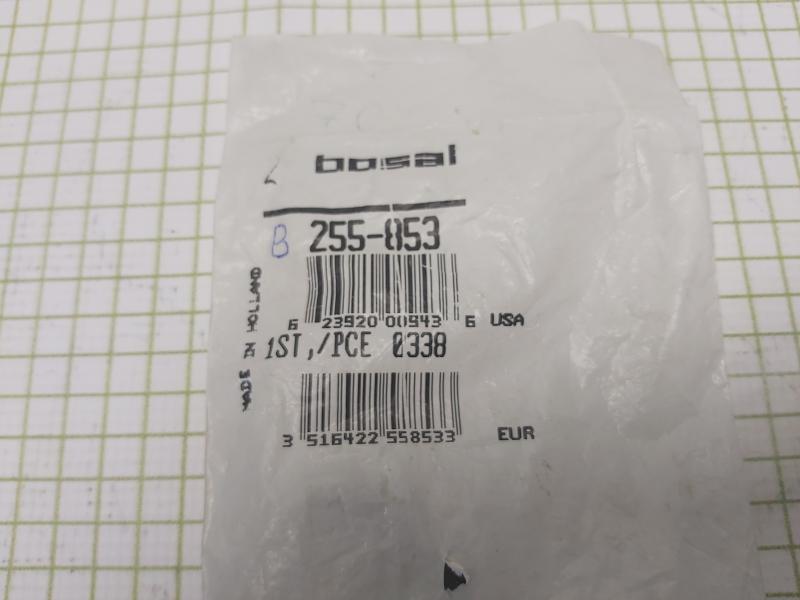 bosal
B 255-853
6 23920 00943 6 USA
MADE IN HOLLAND
1ST,/PCE 0338
3 516422 558533 EUR